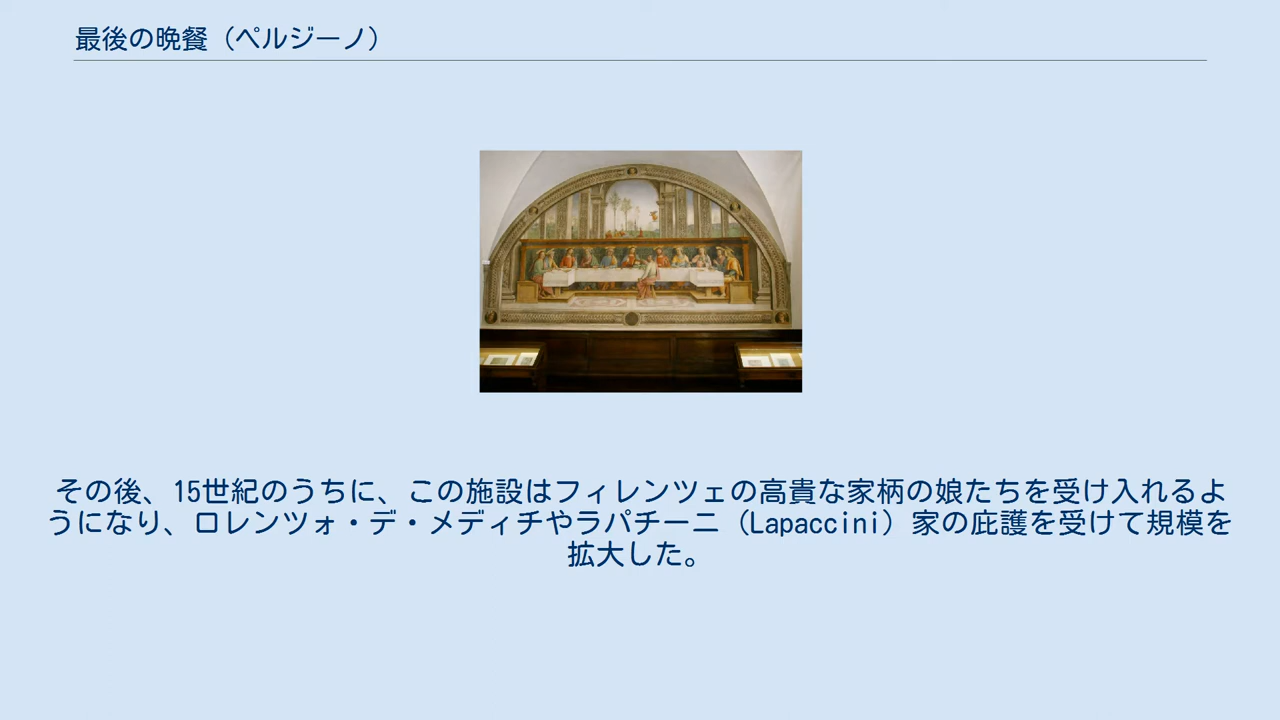 最後の晩餐（ペルジーノ）
その後、15世紀のうちに、この施設はフィレンツェの高貴な家柄の娘たちを受け入れるよ
うになり、ロレンツォ・デ・メディチやラパチーニ（Lapaccini）家の庇護を受けて規模を
拡大した。